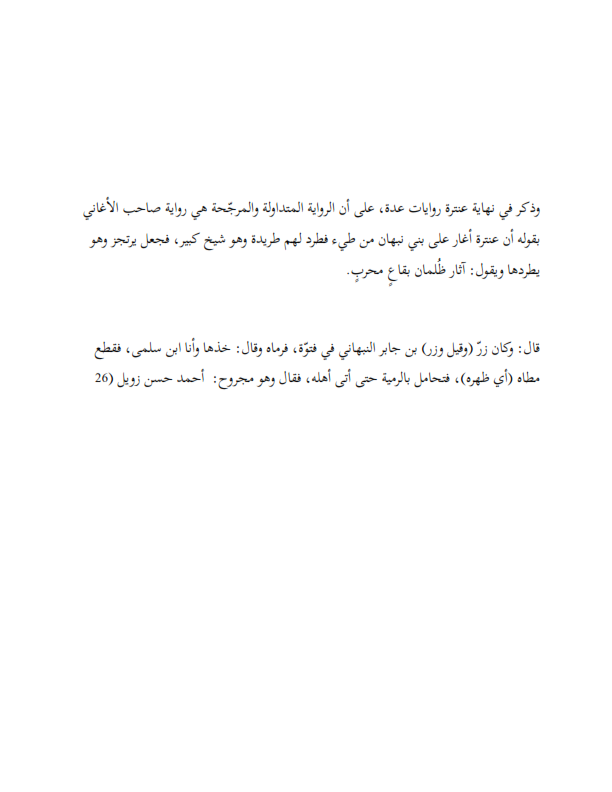 وذكر في نهاية عنترة روايات عدة، على أن الرواية المتداولة والمرجّحة هي رواية صاحب الأغاني
بقوله أن عنترة أغار على بني نبهان من طيء فطرد لهم طريدة وهو شيخ كبير، فجعل يرتجز وهو
يطردها ويقول: آثار ظُلمان بقاعٍ محربٍ.
قال: وكان زرّ (وقيل وزر) بن جابر النبهاني في فتوّة، فرماه وقال: خذها وأنا ابن سلمى، فقطع
مطاه (أي ظهره)، فتحامل بالرمية حتى أتى أهله، فقال وهو مجروح: أحمد حسن زويل (26